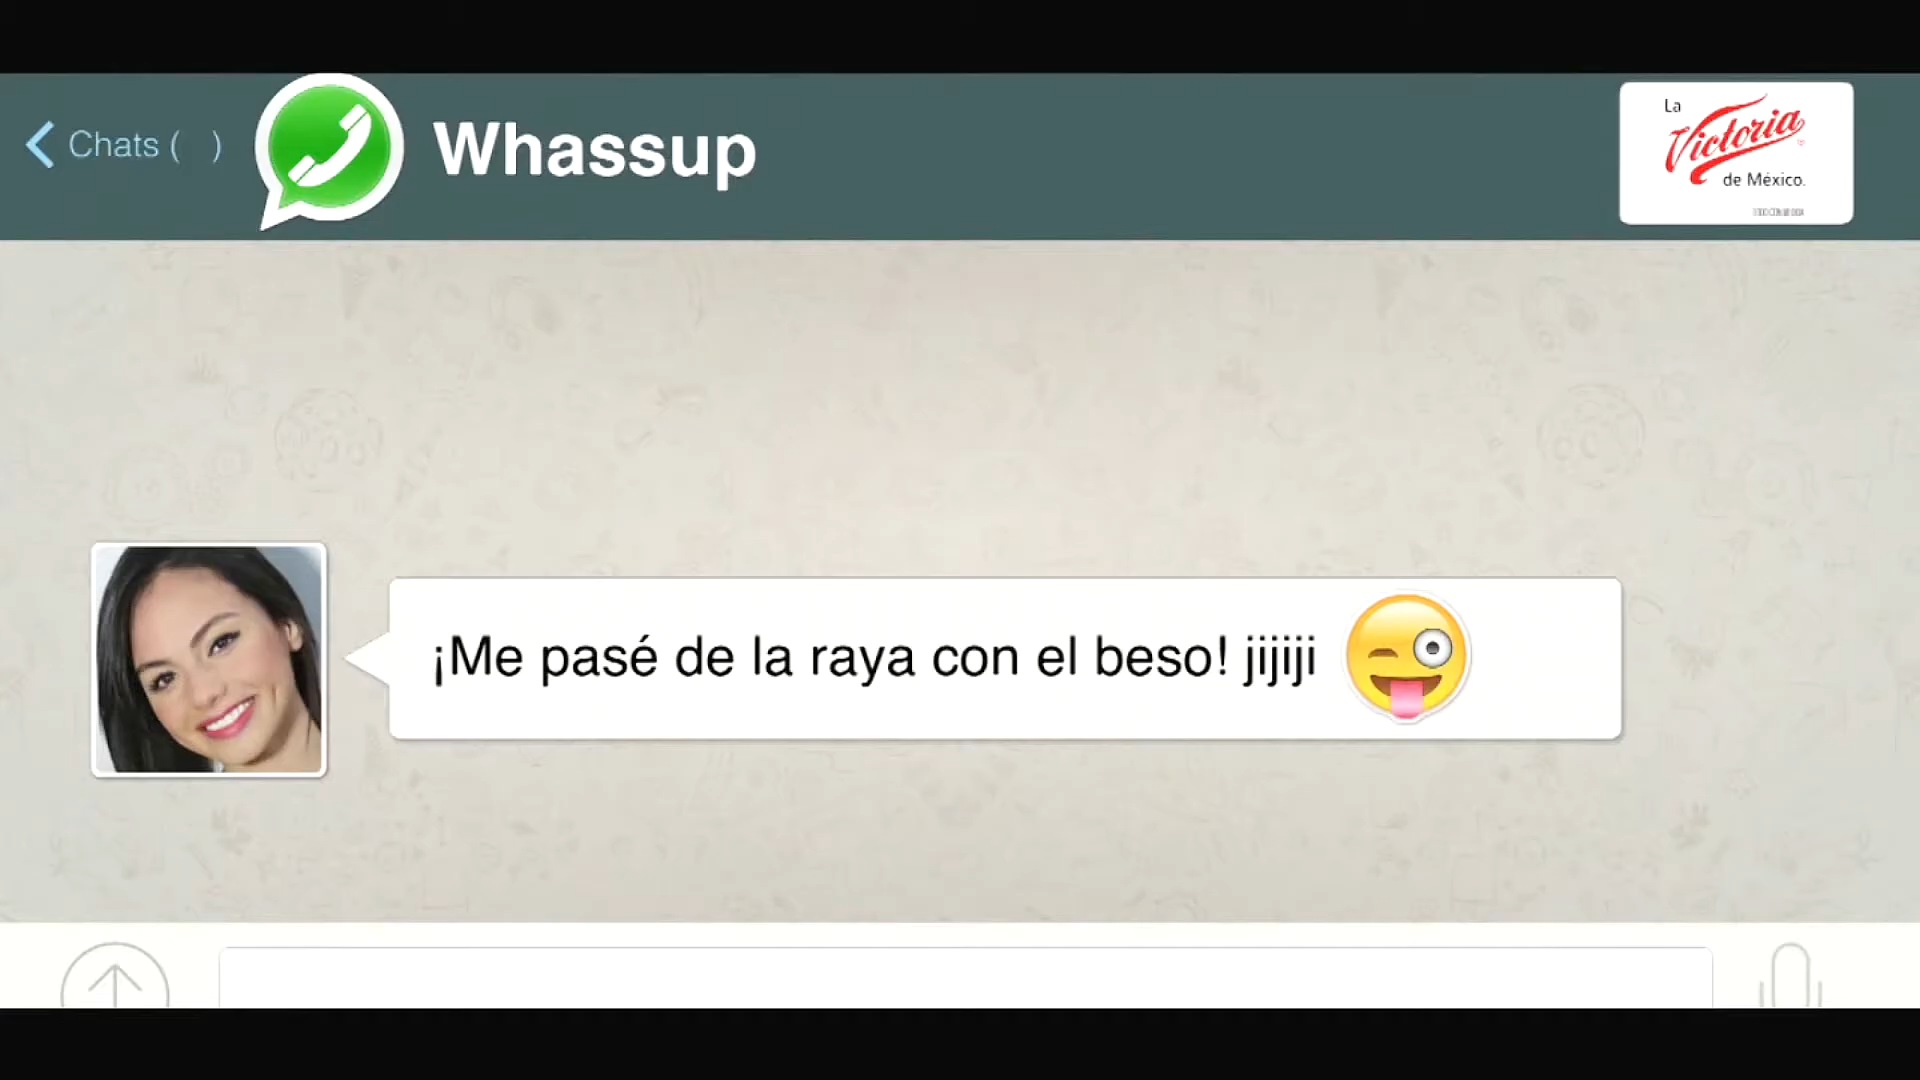 Chats ( )
Whassup
La
Victoria
de México.
¡Me pasé de la raya con el beso! jijiji